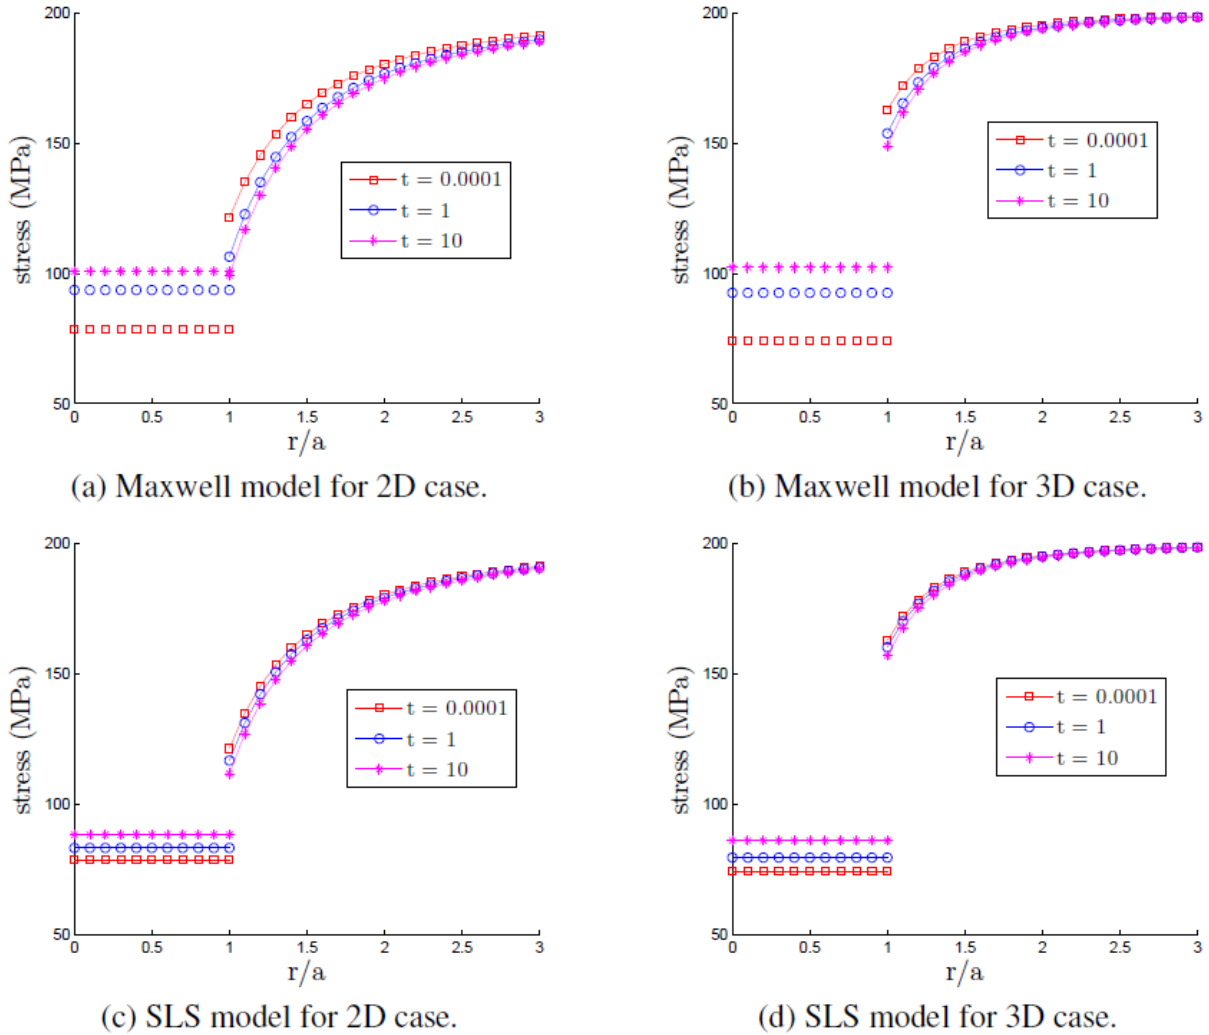 200
150
100
50
stress (MPa)
t = 0.0001
t = 1
t = 10
0 0.5 1 1.5 2 2.5 3
r/a
(a) Maxwell model for 2D case.
200
150
100
50
stress (MPa)
t = 0.0001
t = 1
t = 10
0 0.5 1 1.5 2 2.5 3
r/a
(b) Maxwell model for 3D case.
200
150
100
50
stress (MPa)
t = 0.0001
t = 1
t = 10
0 0.5 1 1.5 2 2.5 3
r/a
(c) SLS model for 2D case.
200
150
100
50
stress (MPa)
t = 0.0001
t = 1
t = 10
0 0.5 1 1.5 2 2.5 3
r/a
(d) SLS model for 3D case.